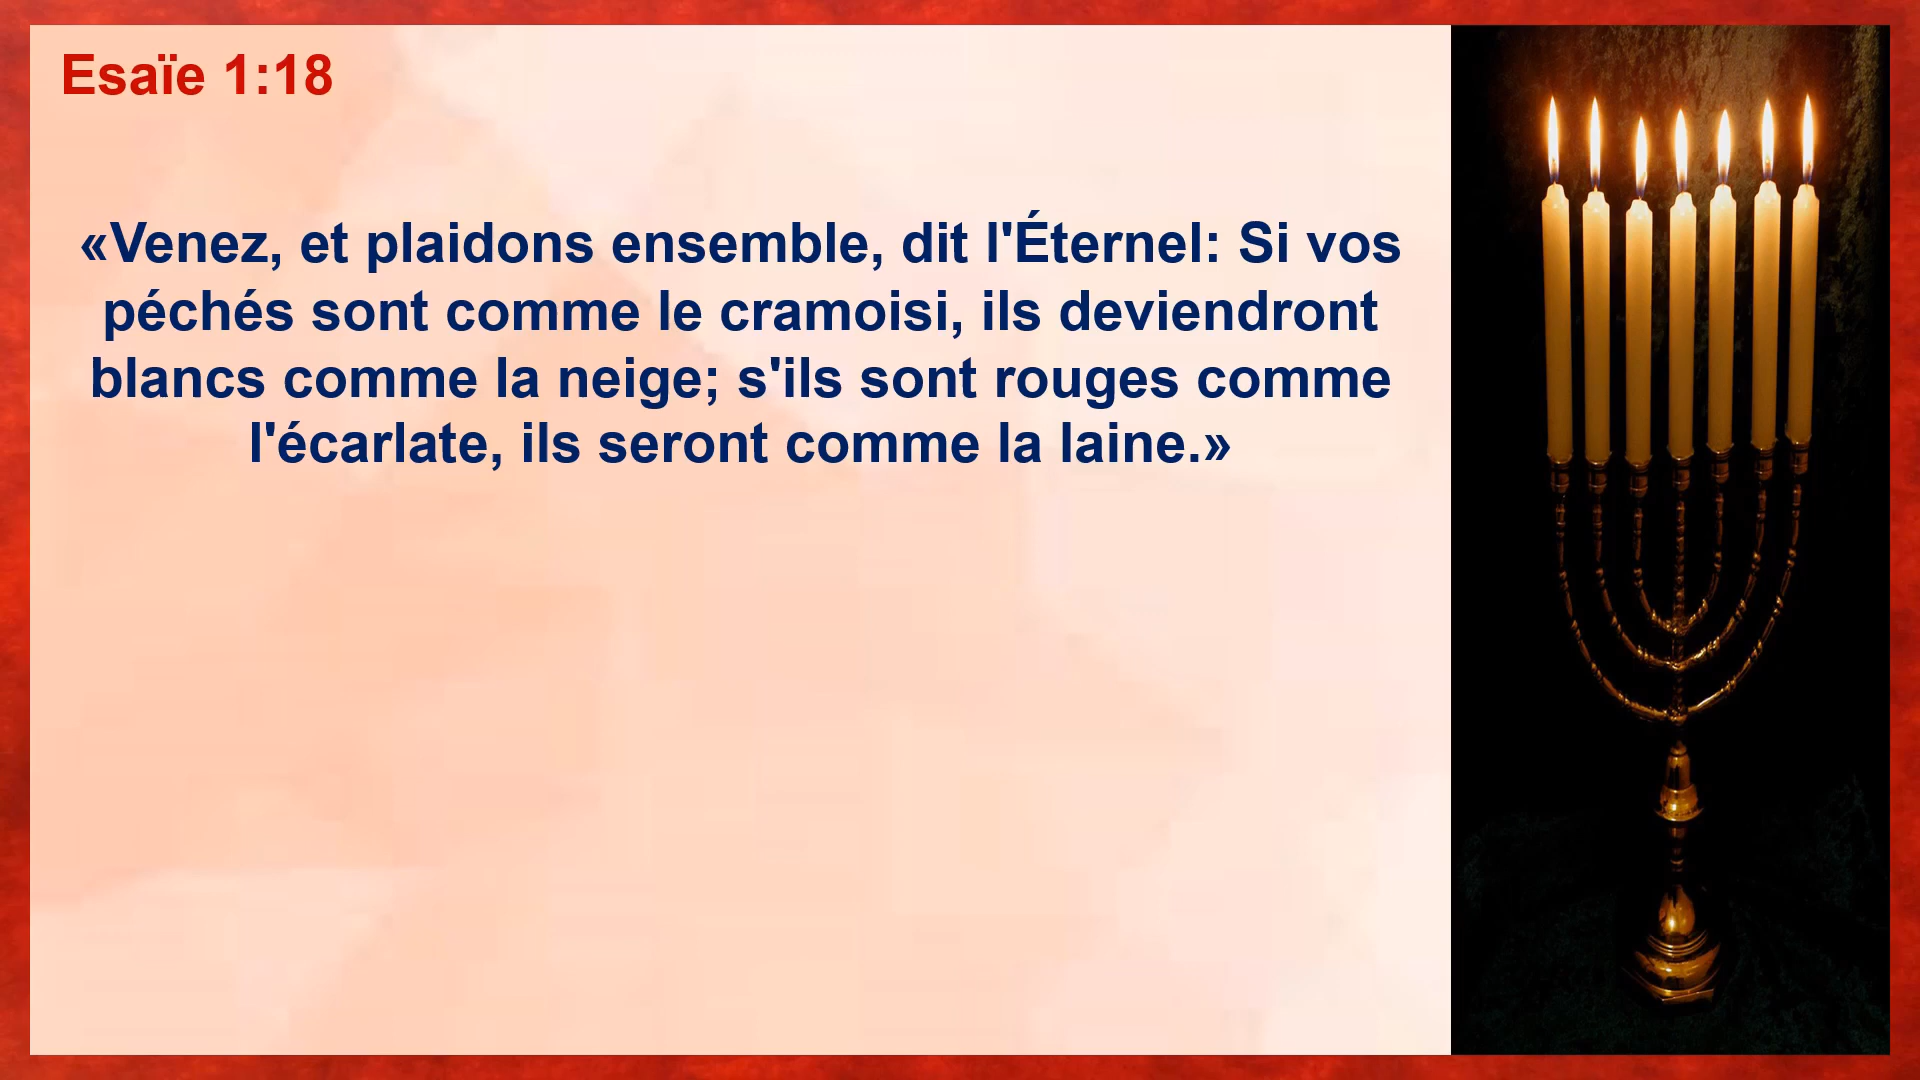 Esaïe 1:18
«Venez, et plaidons ensemble, dit l'Éternel: Si vos
péchés sont comme le cramoisi, ils deviendront
blancs comme la neige; s'ils sont rouges comme
l'écarlate, ils seront comme la laine.»